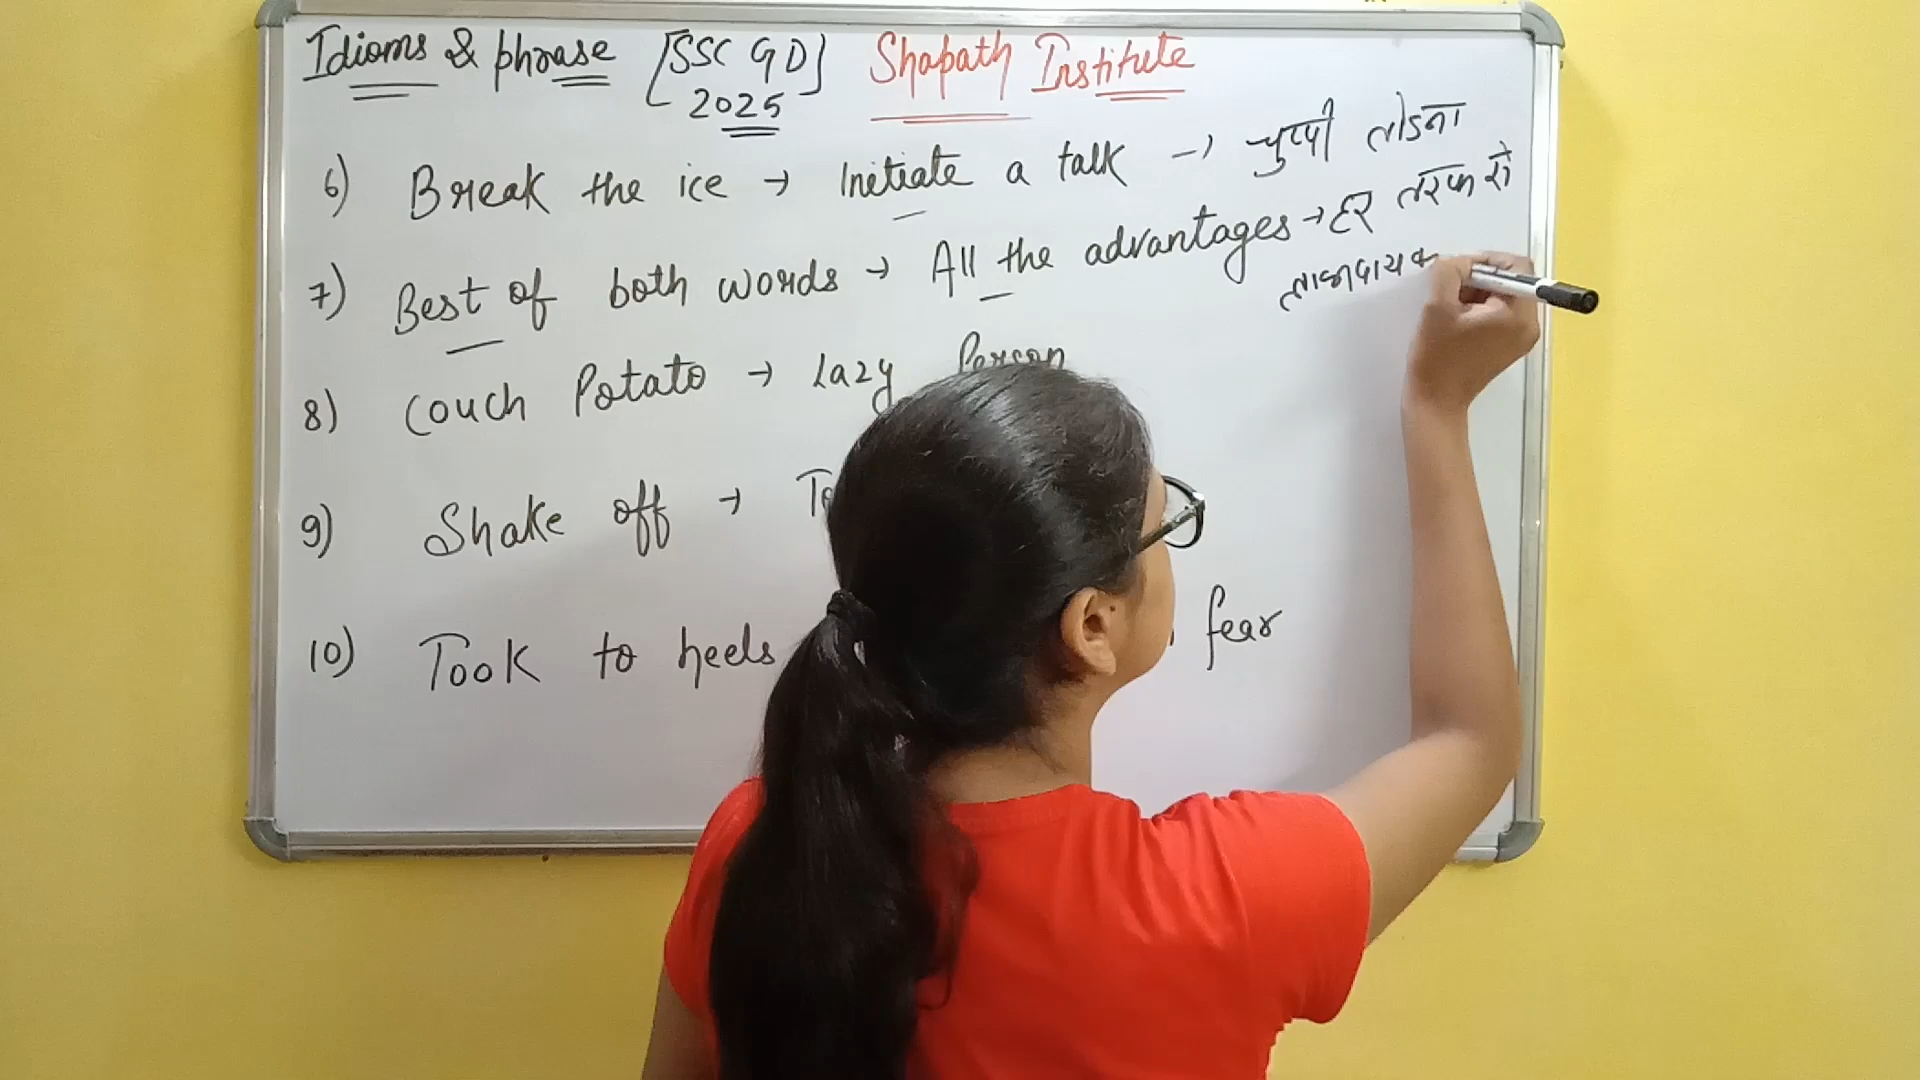 Idioms & phrase [SSC GD] Shapath Institute
2025
6) Break the ice → Initiate a talk → चुप्पी तोडना
7) Best of both words → All the advantages → हर तरफ से
लाभदायक
8) Couch Potato → Lazy Person
9) Shake off →
10) Took to heels fear